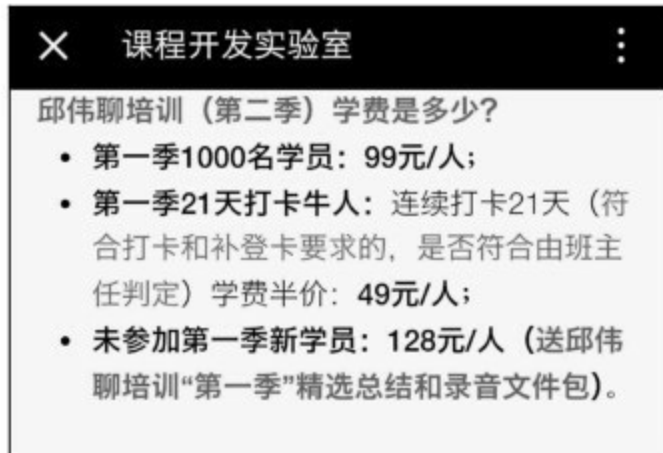 课程开发实验室
邱伟聊培训（第二季）学费是多少？
• 第一季1000名学员：99元/人；
• 第一季21天打卡牛人：连续打卡21天（符
合打卡和补登卡要求的，是否符合由班主
任判定）学费半价：49元/人；
• 未参加第一季新学员：128元/人（送邱伟
聊培训“第一季”精选总结和录音文件包）。